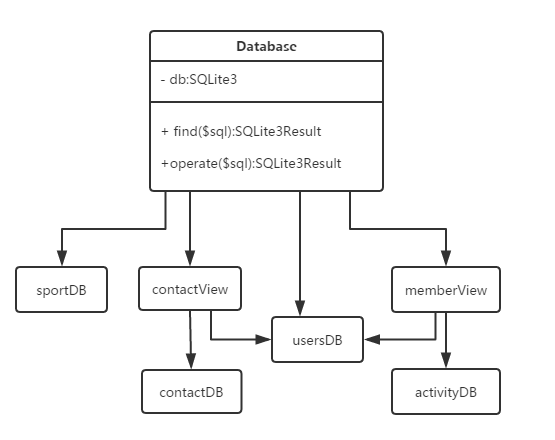 Database
- db:SQLite3
+ find($sql):SQLite3Result
+operate($sql):SQLite3Result
sportDB
contactView
memberView
usersDB
contactDB
activityDB